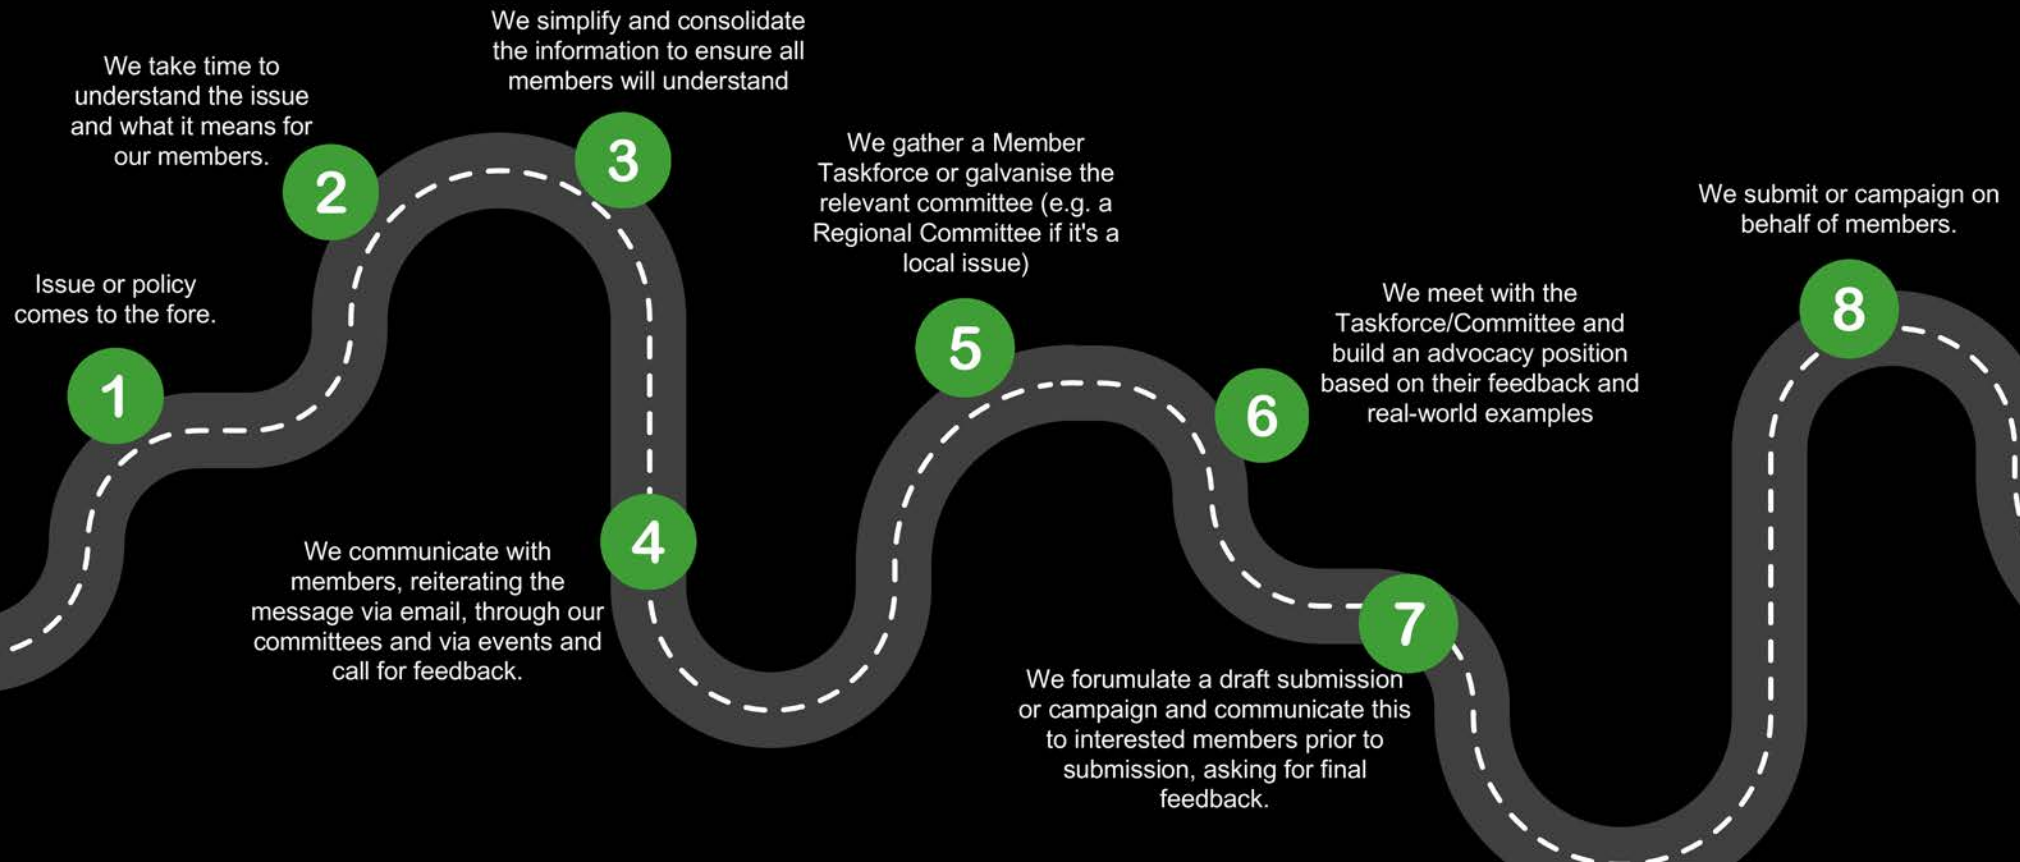 1
Issue or policy
comes to the fore.
2
We take time to
understand the issue
and what it means for
our members.
3
We simplify and consolidate
the information to ensure all
members will understand
4
We communicate with
members, reiterating the
message via email, through our
committees and via events and
call for feedback.
5
We gather a Member
Taskforce or galvanise the
relevant committee (e.g. a
Regional Committee if it's a
local issue)
6
We meet with the
Taskforce/Committee and
build an advocacy position
based on their feedback and
real-world examples
7
We forumulate a draft submission
or campaign and communicate this
to interested members prior to
submission, asking for final
feedback.
8
We submit or campaign on
behalf of members.